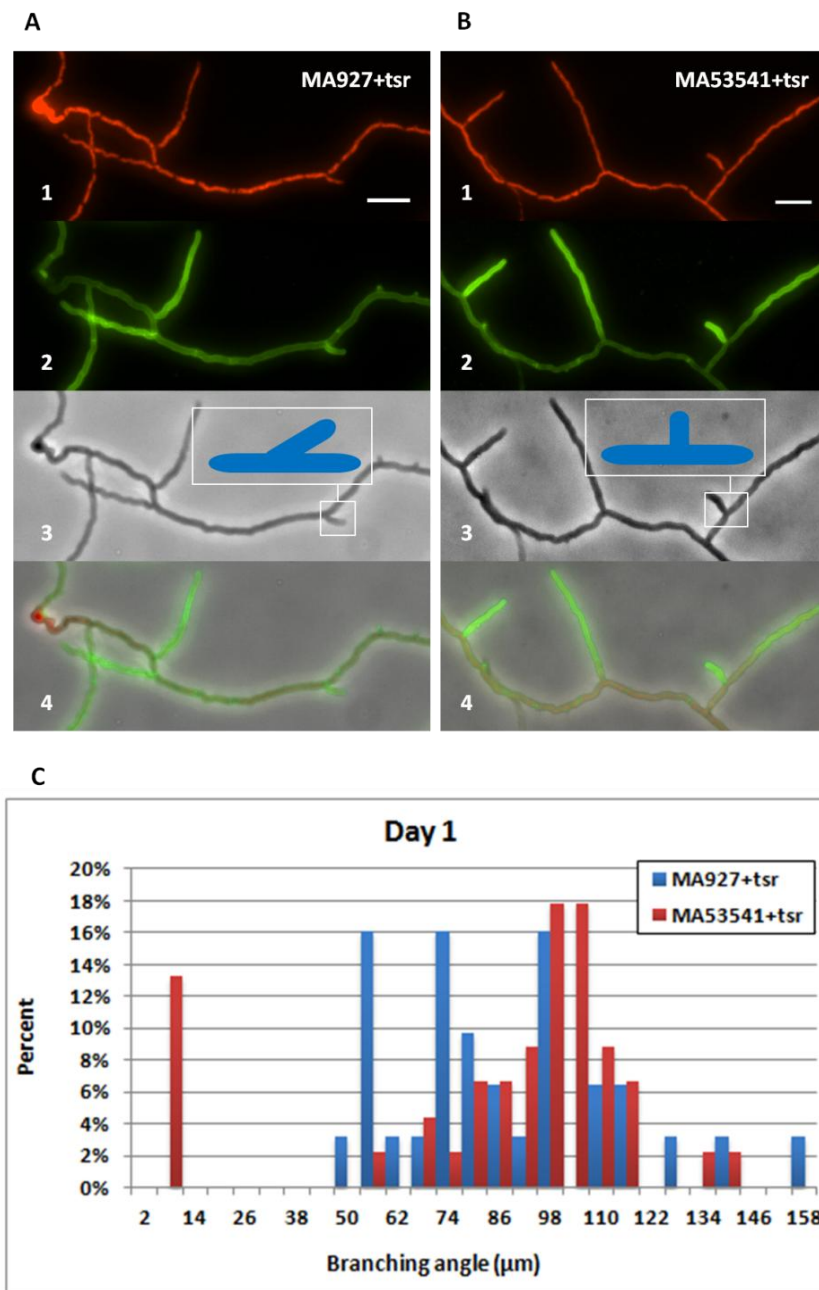 A B
MA927+tsr MA53541+tsr
1 1
2 2
3 3
4 4
C
Day 1
MA927+tsr
MA53541+tsr
20%
18%
16%
14%
12%
10%
8%
6%
4%
2%
0%
Percent
2 14 26 38 50 62 74 86 98 110 122 134 146 158
Branching angle (µm)